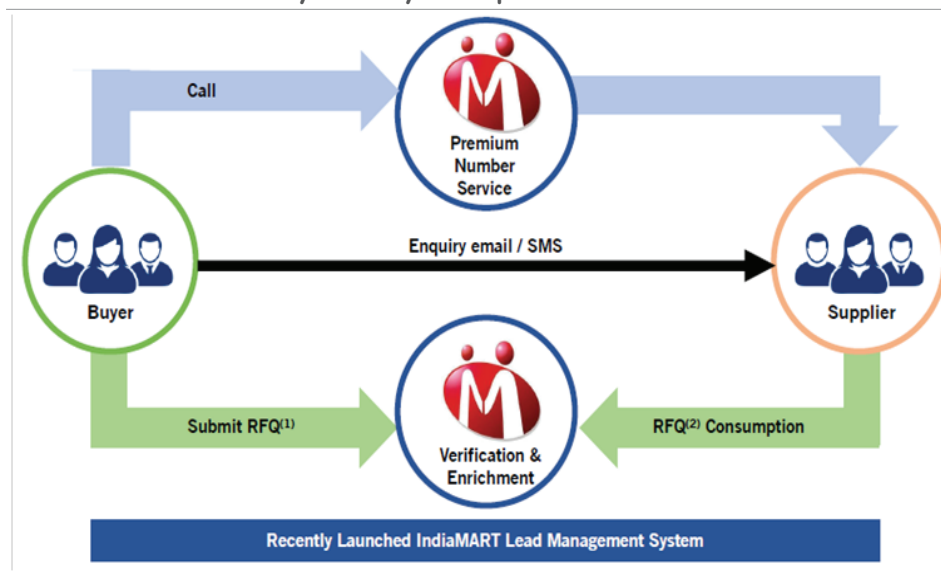 Call
Premium
Number
Service
Enquiry email / SMS
Buyer
Supplier
Submit RFQ(1)
RFQ(2) Consumption
Verification &
Enrichment
Recently Launched IndiaMART Lead Management System